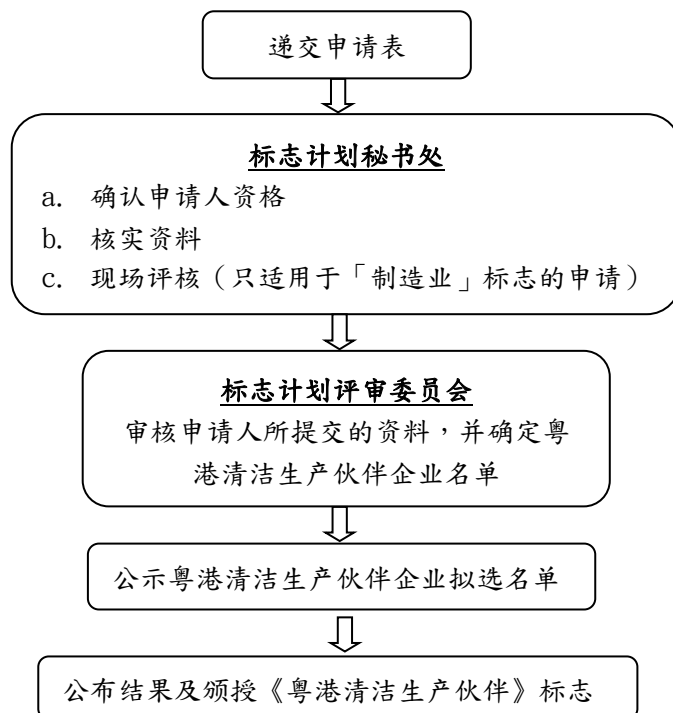 递交申请表
标志计划秘书处
a. 确认申请人资格
b. 核实资料
c. 现场评核（只适用于「制造业」标志的申请）
标志计划评审委员会
审核申请人所提交的资料，并确定粤
港清洁生产伙伴企业名单
公示粤港清洁生产伙伴企业拟选名单
公布结果及颁授《粤港清洁生产伙伴》标志